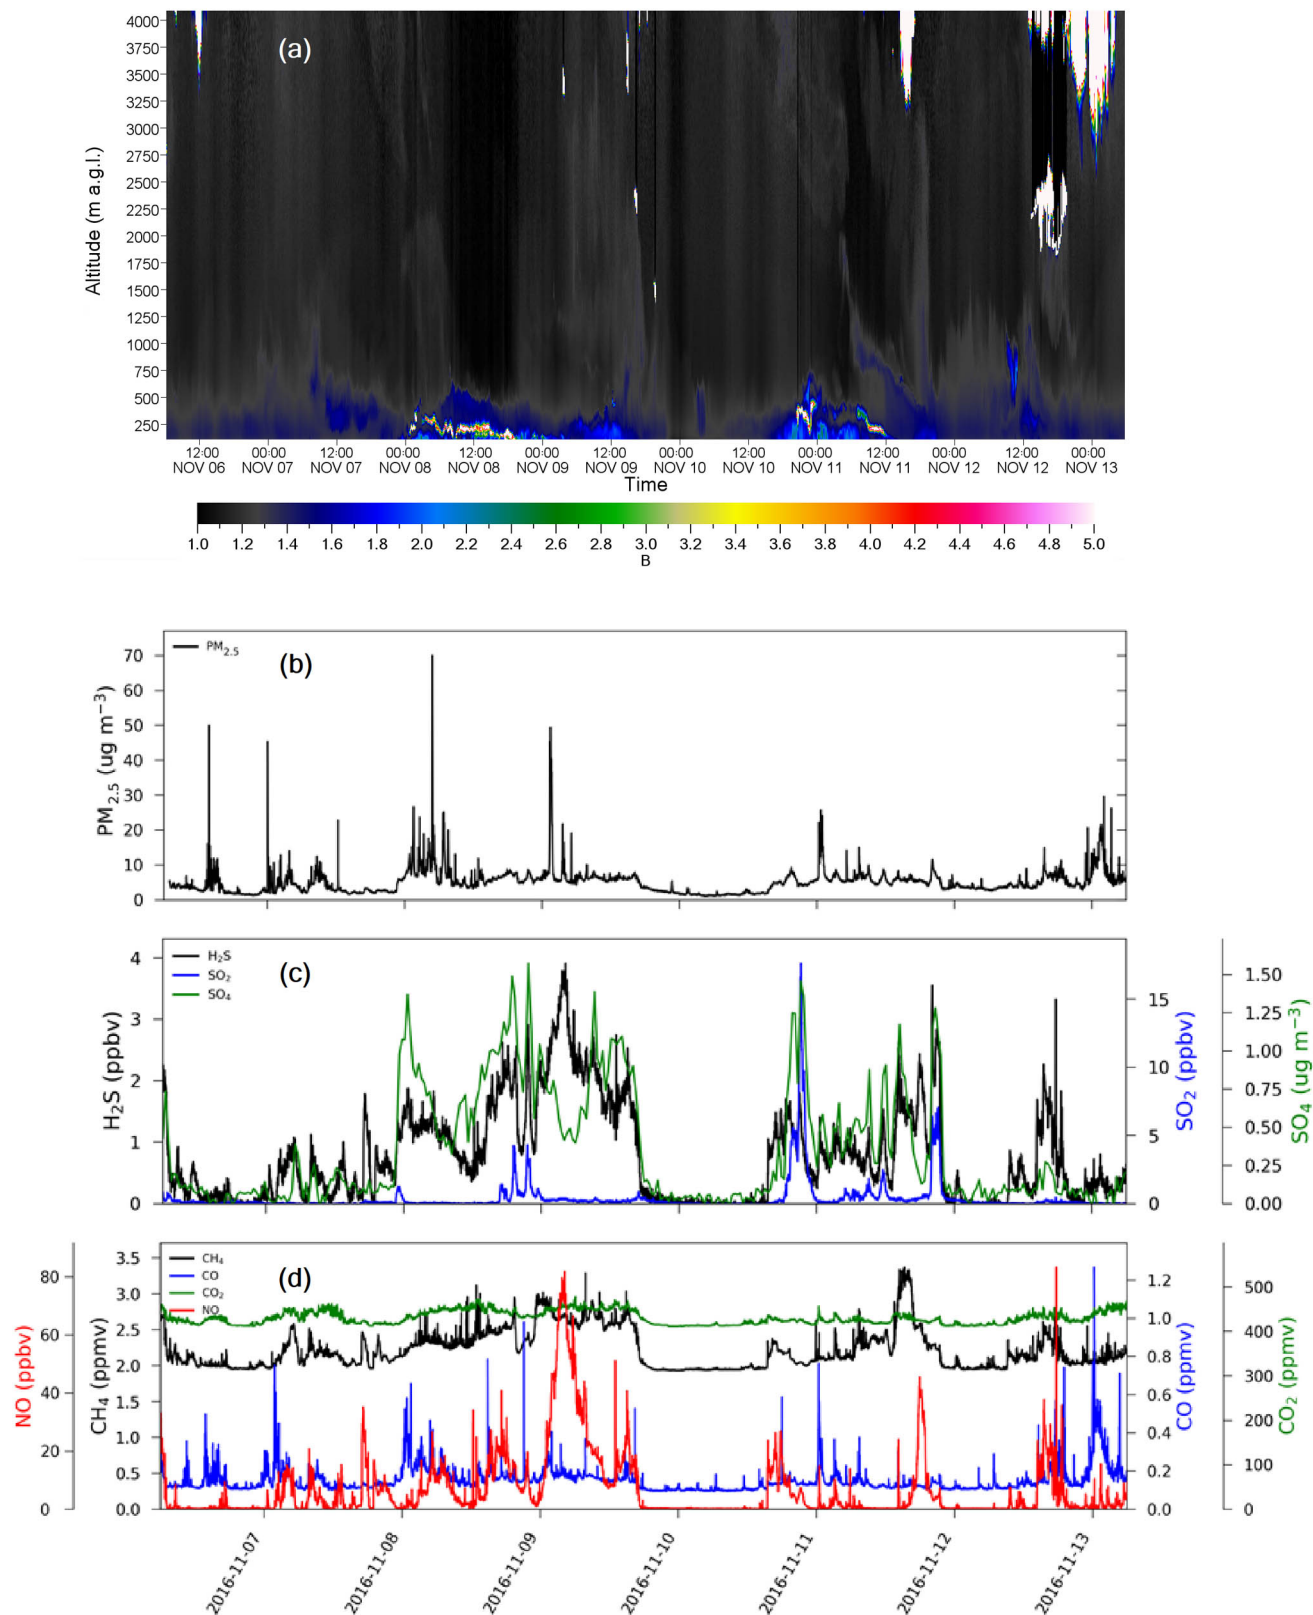 (a)
4000
3750
3500
3250
3000
2750
2500
2250
2000
1750
1500
1250
1000
750
500
250
Altitude (m a.g.l.)
12:00 00:00 12:00 00:00 12:00 00:00 12:00 00:00 12:00 00:00 12:00 00:00 12:00 00:00
NOV 06 NOV 07 NOV 07 NOV 08 NOV 08 NOV 09 NOV 09 NOV 10 NOV 10 NOV 11 NOV 11 NOV 12 NOV 12 NOV 13
Time
1.0 1.2 1.4 1.6 1.8 2.0 2.2 2.4 2.6 2.8 3.0 3.2 3.4 3.6 3.8 4.0 4.2 4.4 4.6 4.8 5.0
B
PM2.5
(b)
70
60
50
40
30
20
10
0
PM2.5 (ug m−3)
H2S
SO2
SO4
(c)
4
3
2
1
0
H2S (ppbv)
15
10
5
0
SO2 (ppbv)
1.50
1.25
1.00
0.75
0.50
0.25
0.00
SO4 (ug m−3)
CH4
CO
CO2
NO
(d)
80
60
40
20
0
NO (ppbv)
3.5
3.0
2.5
2.0
1.5
1.0
0.5
0.0
CH4 (ppmv)
1.2
1.0
0.8
0.6
0.4
0.2
0.0
CO (ppmv)
500
400
300
200
100
0
CO2 (ppmv)
2016-11-07
2016-11-08
2016-11-09
2016-11-10
2016-11-11
2016-11-12
2016-11-13